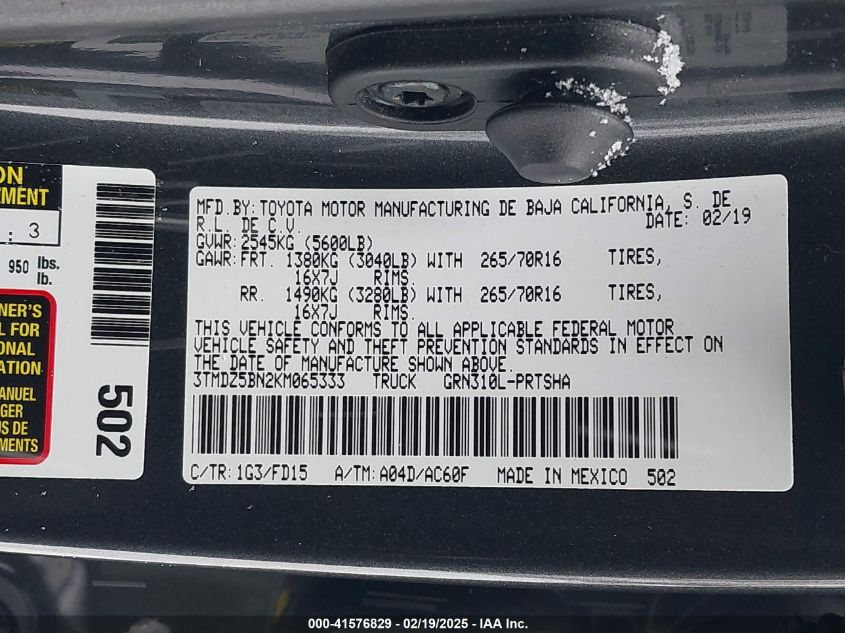 ON
TEMENT
: 3
950 lbs.
lb.
NER'S
L FOR
ONAL
ATION
ANUEL
GER
US DE
MENTS
502
MFD.BY:TOYOTA MOTOR MANUFACTURING DE BAJA CALIFORNIA, S. DE
R.L. DE C.V. DATE: 02/19
GVWR:2545KG (5600LB)
GAWR:FRT. 1380KG (3040LB) WITH 265/70R16 TIRES,
16X7J RIMS.
RR. 1490KG (3280LB) WITH 265/70R16 TIRES,
16X7J RIMS.
THIS VEHICLE CONFORMS TO ALL APPLICABLE FEDERAL MOTOR
VEHICLE SAFETY AND THEFT PREVENTION STANDARDS IN EFFECT ON
THE DATE OF MANUFACTURE SHOWN ABOVE.
3TMDZ5BN2KM065333 TRUCK GRN310L-PRTSHA
C/TR:1G3/FD15 A/TM:A04D/AC60F MADE IN MEXICO 502
000-41576829 - 02/19/2025 - IAA Inc.